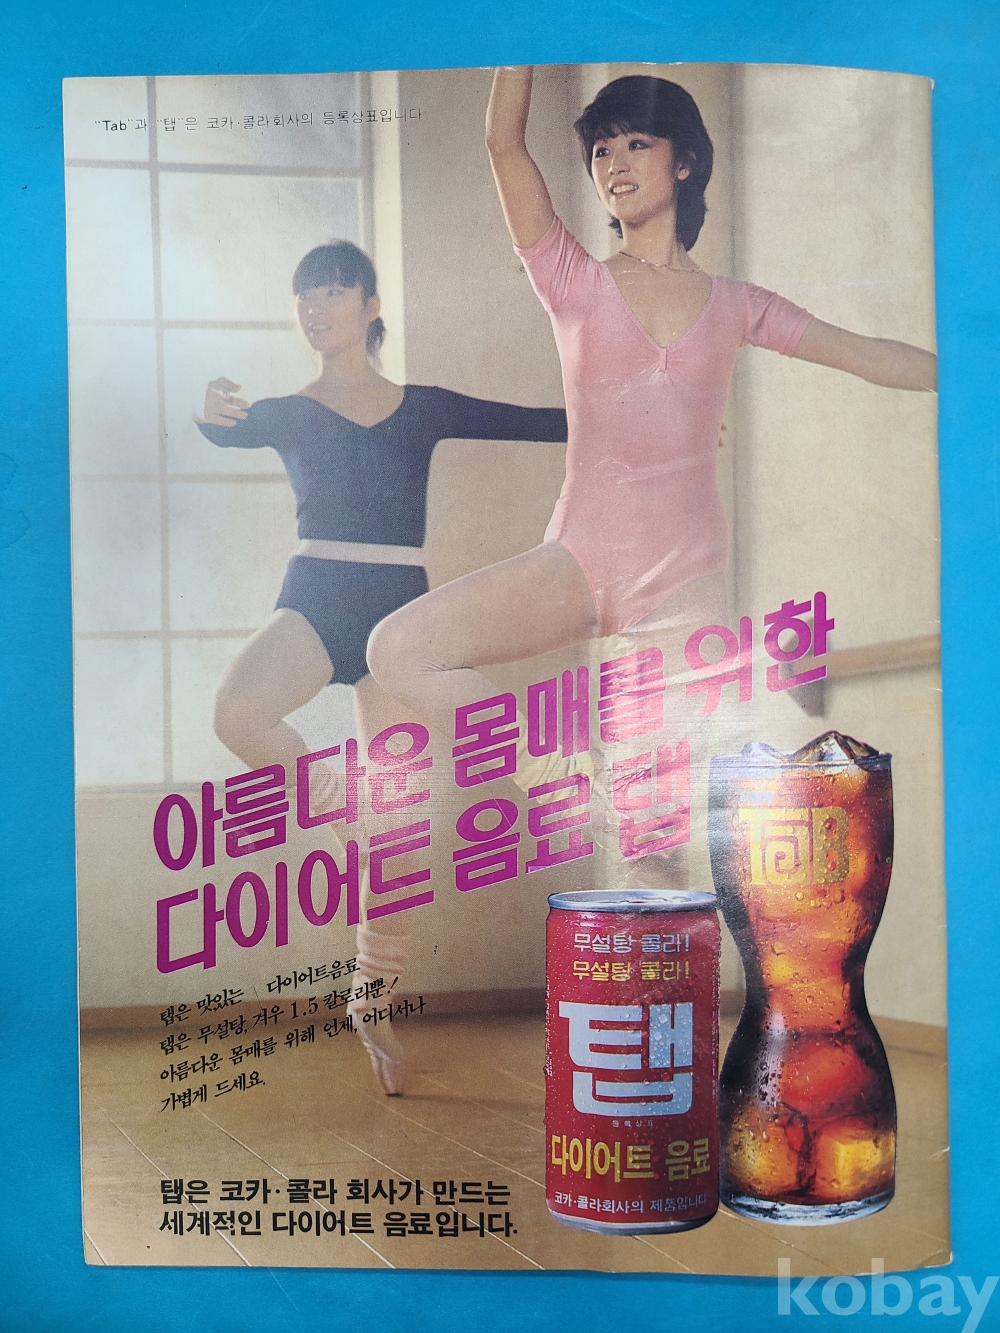 "Tab"과 "탭"은 코카·콜라회사의 등록상표입니다
아름다운 몸매를 위한
다이어트 음료 탭
탭은 맛있는 다이어트음료
탭은 무설탕, 겨우 1.5 칼로리뿐!
아름다운 몸매를 위해 언제, 어디서나
가볍게 드세요.
TaB
무설탕 콜라!
무설탕 콜라!
탭
등록상표
다이어트 음료
코카·콜라회사의 제품입니다
탭은 코카·콜라 회사가 만드는
세계적인 다이어트 음료입니다.
kobay